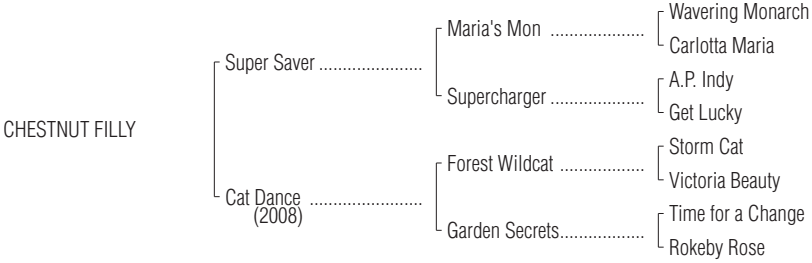 Wavering Monarch
Maria's Mon ....................
Carlotta Maria
Super Saver ......................
A.P. Indy
Supercharger ....................
Get Lucky
CHESTNUT FILLY
Storm Cat
Forest Wildcat ..................
Victoria Beauty
Cat Dance ........................
(2008)
Time for a Change
Garden Secrets..................
Rokeby Rose